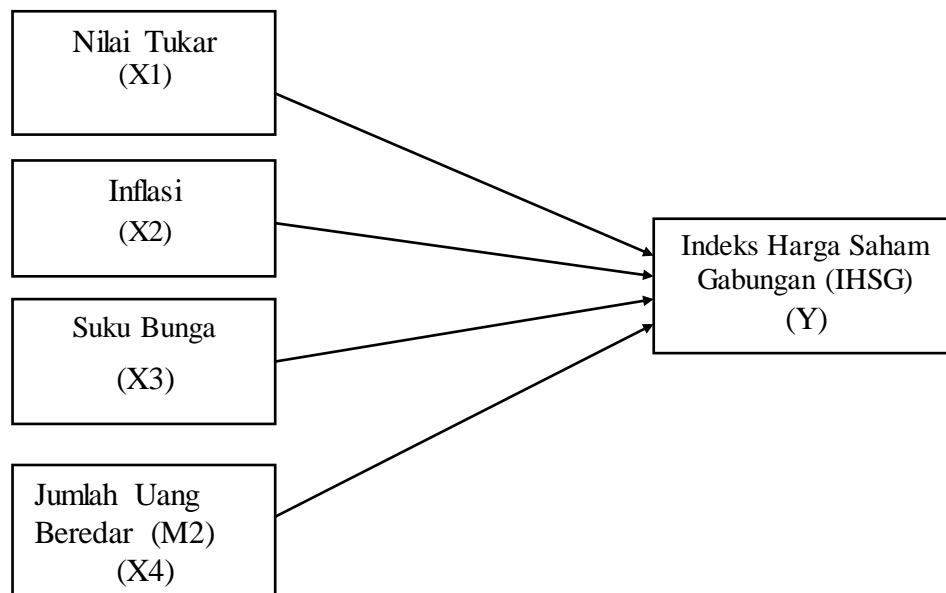 Nilai Tukar
(X1)
Inflasi
(X2)
Suku Bunga
(X3)
Jumlah Uang
Beredar (M2)
(X4)
Indeks Harga Saham
Gabungan (IHSG)
(Y)